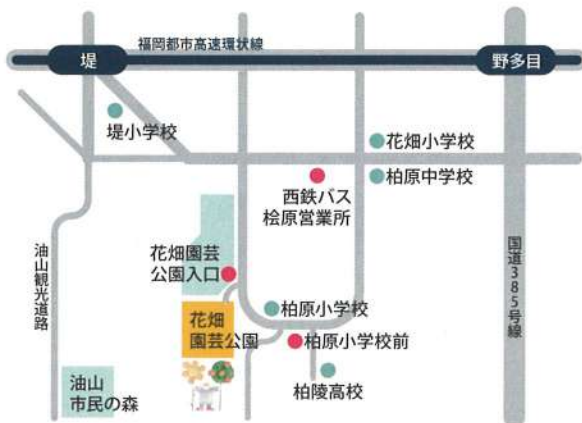 福岡都市高速環状線
堤
野多目
堤小学校
花畑小学校
柏原中学校
西鉄バス
桧原営業所
花畑園芸
公園入口
油山観光道路
国道385号線
柏原小学校
花畑
園芸公園
柏原小学校前
柏陵高校
油山
市民の森